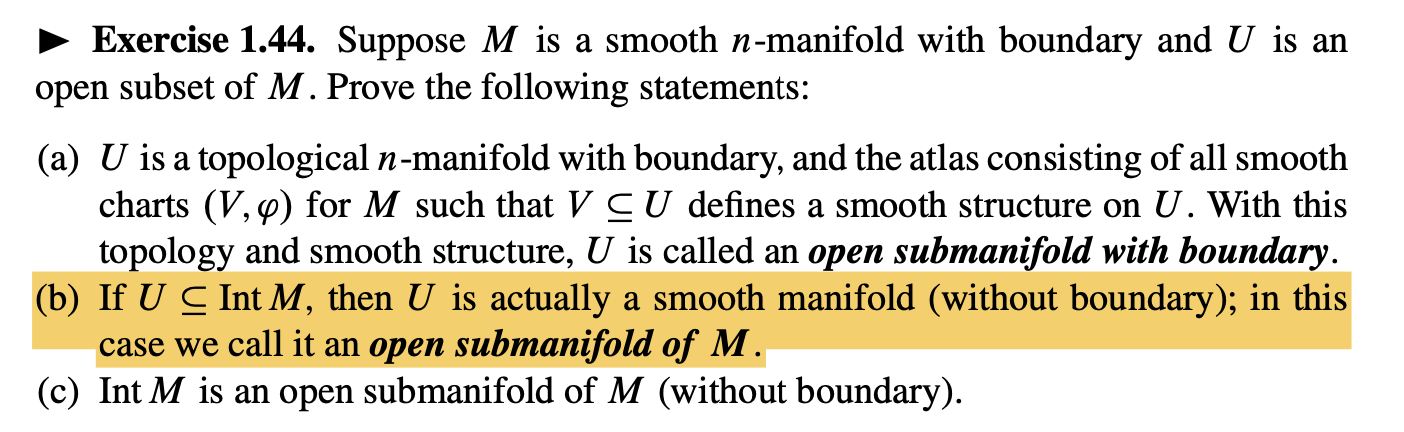 ► Exercise 1.44. Suppose M is a smooth n-manifold with boundary and U is an
open subset of M. Prove the following statements:
(a) U is a topological n-manifold with boundary, and the atlas consisting of all smooth
charts (V, φ) for M such that V ⊆ U defines a smooth structure on U. With this
topology and smooth structure, U is called an open submanifold with boundary.
(b) If U ⊆ Int M, then U is actually a smooth manifold (without boundary); in this
case we call it an open submanifold of M.
(c) Int M is an open submanifold of M (without boundary).